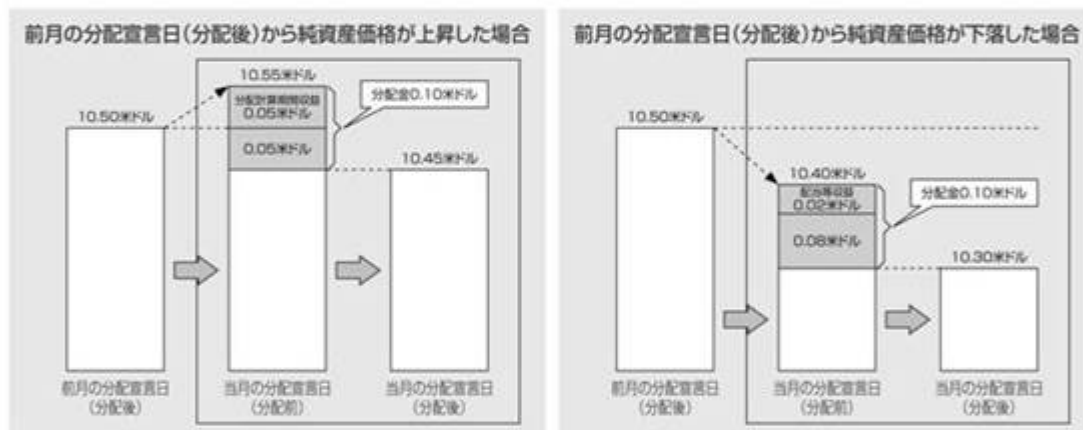 前月の分配宣言日(分配後)から純資産価格が上昇した場合
10.55米ドル
10.50米ドル
分配計算期間収益
0.05米ドル
0.05米ドル
分配金0.10米ドル
10.45米ドル
前月の分配宣言日
(分配後)
当月の分配宣言日
(分配前)
当月の分配宣言日
(分配後)
前月の分配宣言日(分配後)から純資産価格が下落した場合
10.50米ドル
10.40米ドル
配当等収益
0.02米ドル
0.08米ドル
分配金0.10米ドル
10.30米ドル
前月の分配宣言日
(分配後)
当月の分配宣言日
(分配前)
当月の分配宣言日
(分配後)